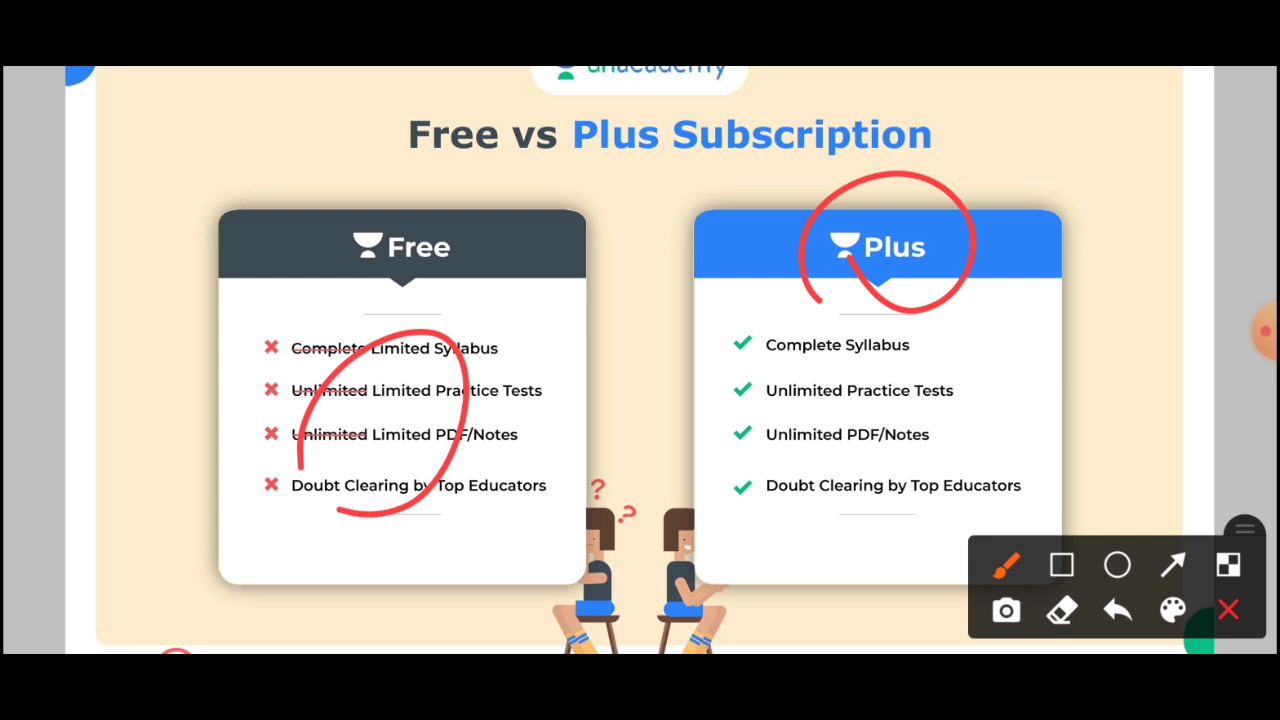 unacademy
Free vs Plus Subscription
Free
Complete Limited Syllabus
Unlimited Limited Practice Tests
Unlimited Limited PDF/Notes
Doubt Clearing by Top Educators
Plus
Complete Syllabus
Unlimited Practice Tests
Unlimited PDF/Notes
Doubt Clearing by Top Educators
? ?